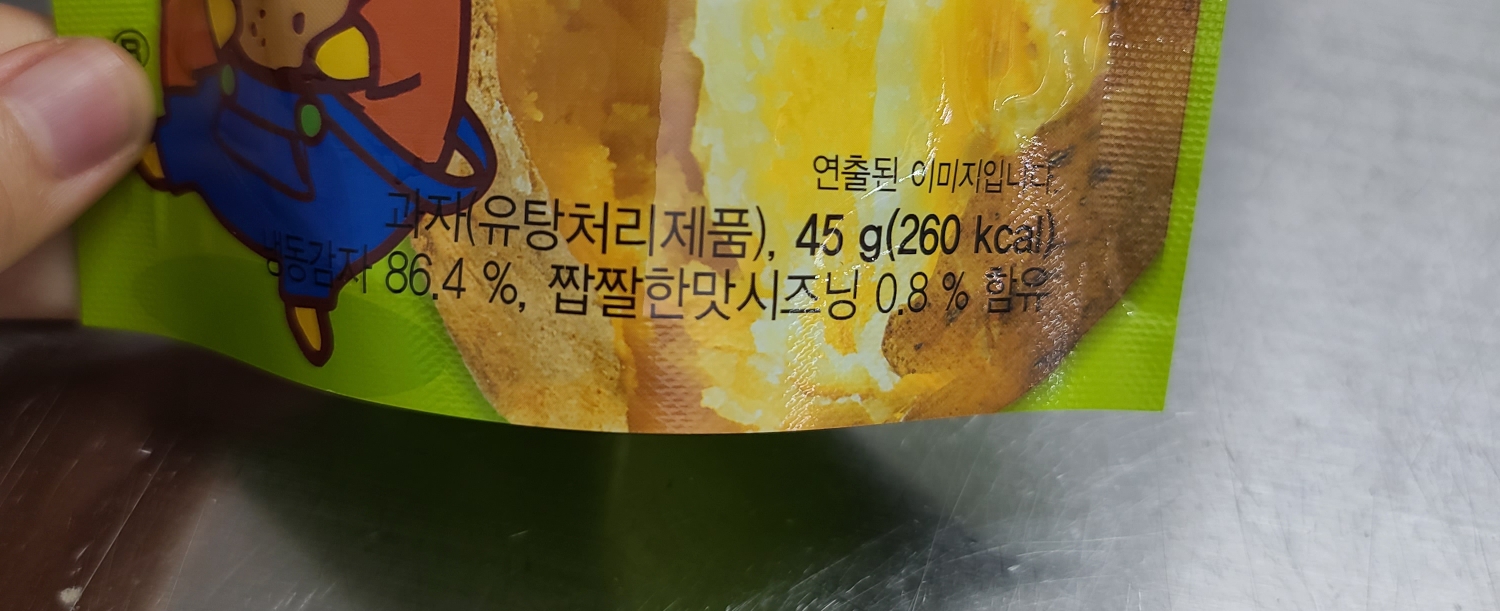 ®
연출된 이미지입니다.
과자(유탕처리제품), 45 g(260 kcal)
냉동감자 86.4 %, 짭짤한맛시즈닝 0.8 % 함유